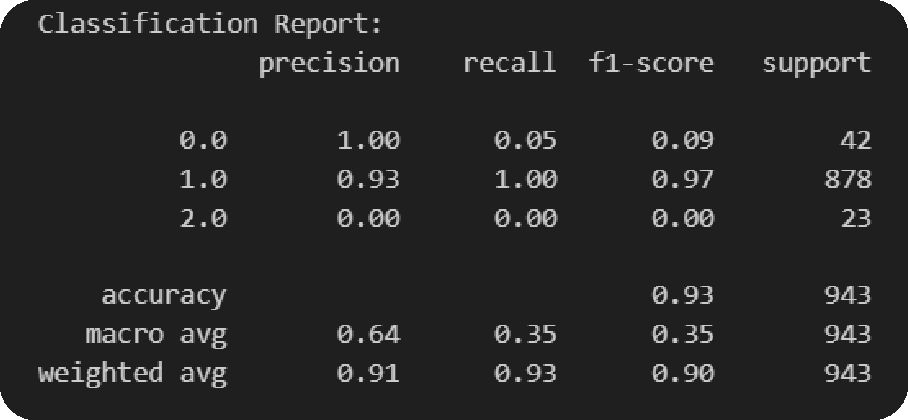 Classification Report:
precision recall f1-score support
0.0 1.00 0.05 0.09 42
1.0 0.93 1.00 0.97 878
2.0 0.00 0.00 0.00 23
accuracy 0.93 943
macro avg 0.64 0.35 0.35 943
weighted avg 0.91 0.93 0.90 943